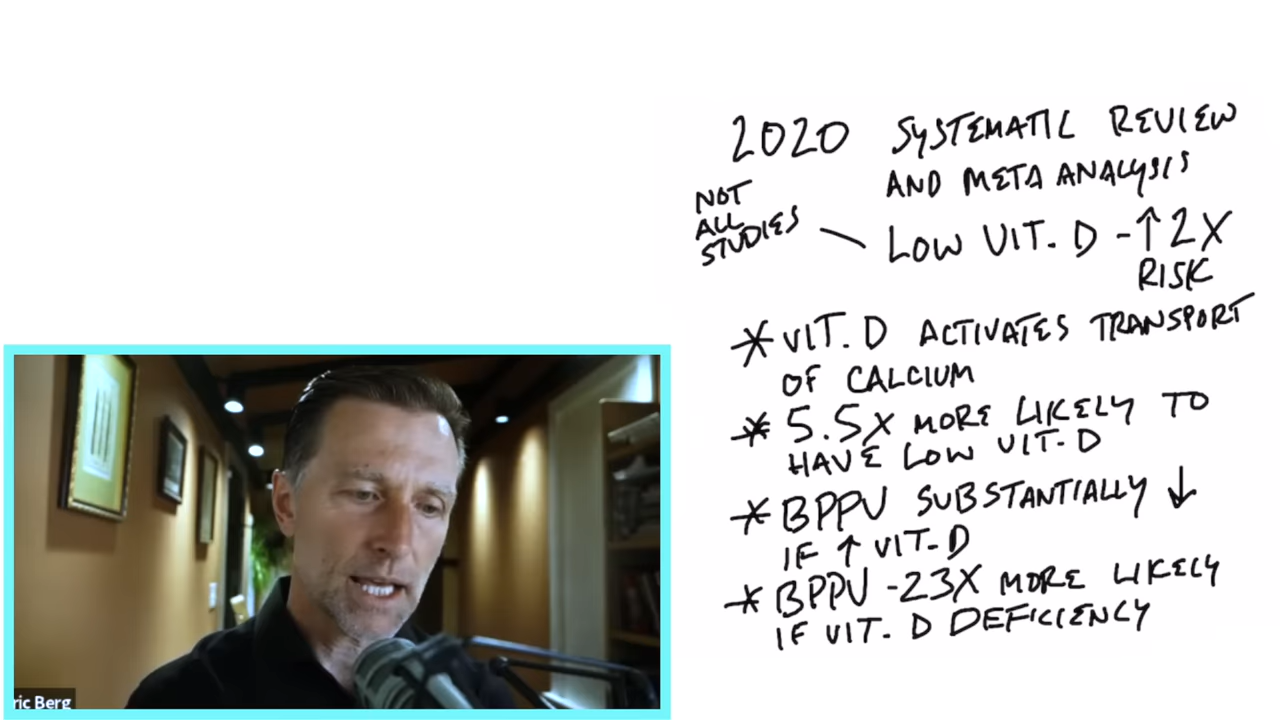 2020 SYSTEMATIC REVIEW
AND META ANALYSIS
NOT
ALL
STUDIES
LOW VIT. D - ↑ 2X
RISK
* VIT. D ACTIVATES TRANSPORT
OF CALCIUM
* 5.5X MORE LIKELY TO
HAVE LOW VIT-D
* BPPV SUBSTANTIALLY ↓
IF ↑ VIT-D
* BPPV -23X MORE LIKELY
IF VIT. D DEFICIENCY
ric Berg